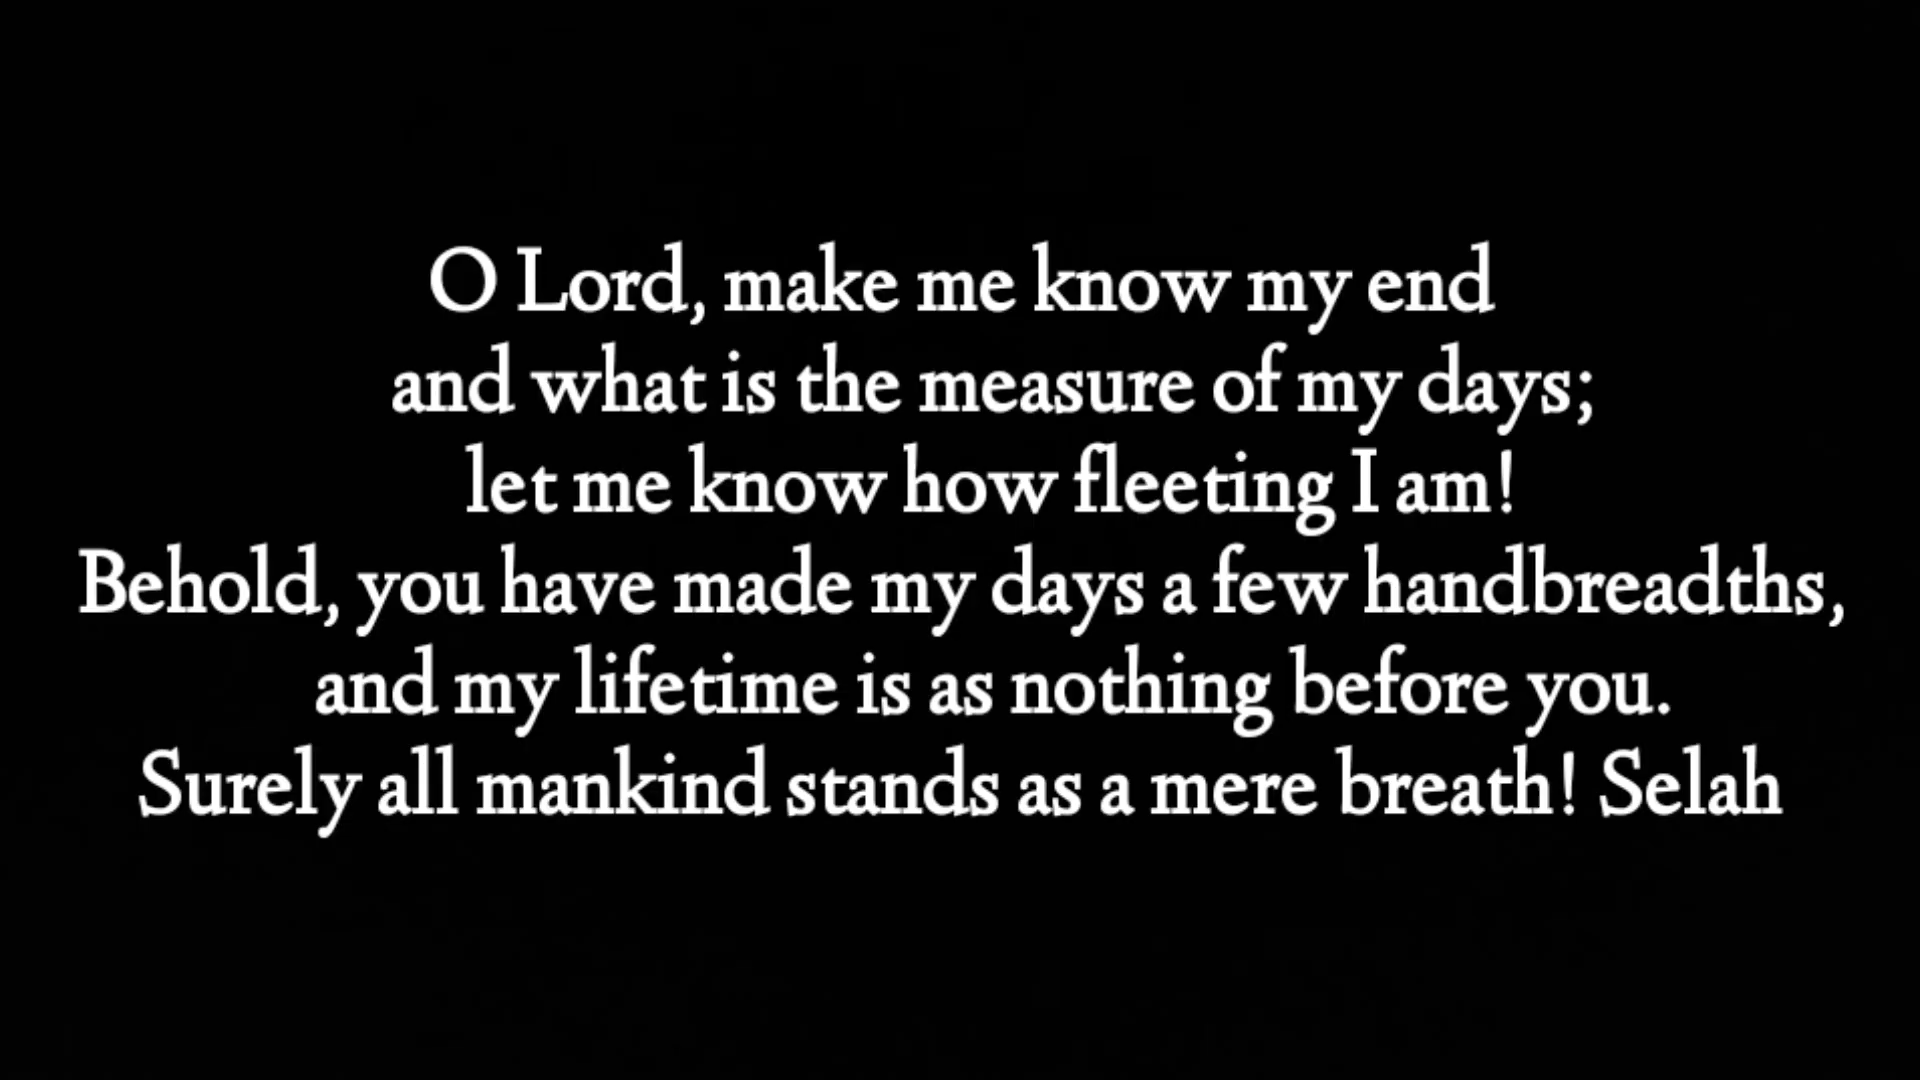 O Lord, make me know my end
and what is the measure of my days;
let me know how fleeting I am!
Behold, you have made my days a few handbreadths,
and my lifetime is as nothing before you.
Surely all mankind stands as a mere breath! Selah